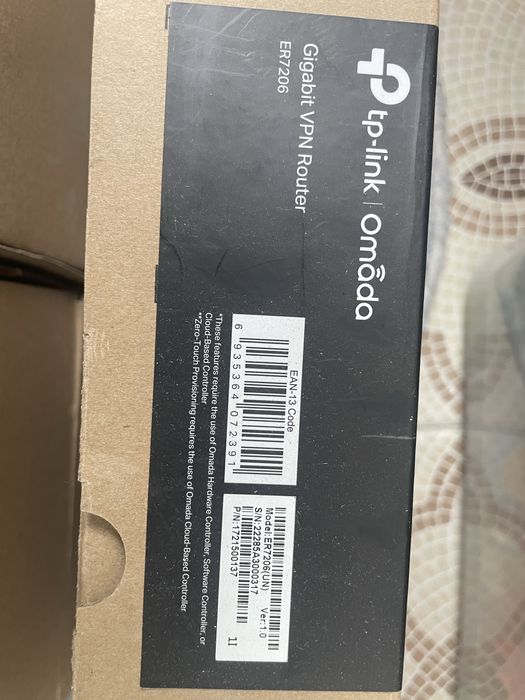 tp-link | Omada
Gigabit VPN Router
ER7206
EAN-13 Code
6 935364 072391
Model:ER7206(UN) Ver:1.0
S/N:22285A3000317
P/N:1721500137 1I
*These features require the use of Omada Hardware Controller, Software Controller, or
Cloud-Based Controller
**Zero-Touch Provisioning requires the use of Omada Cloud-Based Controller